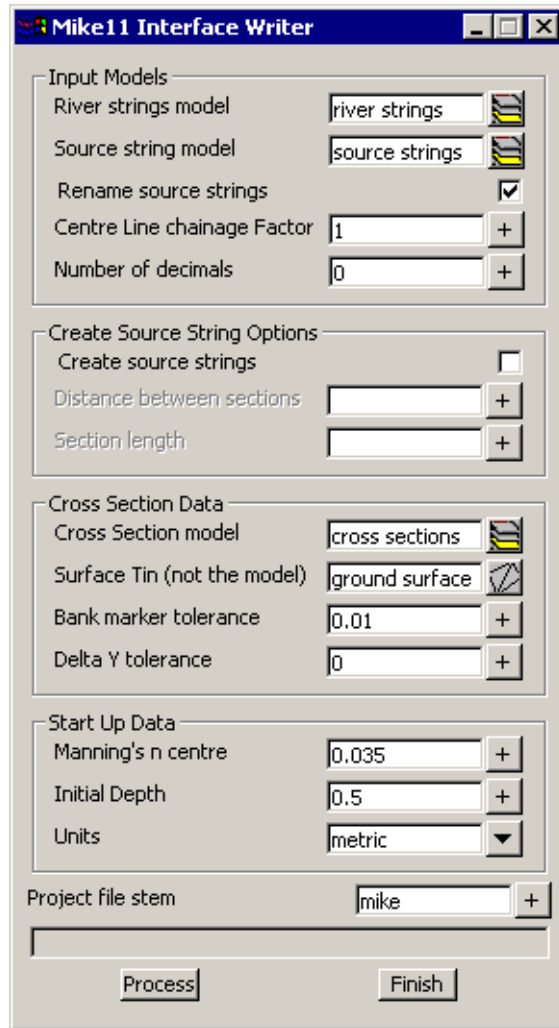 Mike11 Interface Writer
Input Models
River strings model river strings
Source string model source strings
Rename source strings
Centre Line chainage Factor 1 +
Number of decimals 0 +
Create Source String Options
Create source strings
Distance between sections +
Section length +
Cross Section Data
Cross Section model cross sections
Surface Tin (not the model) ground surface
Bank marker tolerance 0.01 +
Delta Y tolerance 0 +
Start Up Data
Manning's n centre 0.035 +
Initial Depth 0.5 +
Units metric
Project file stem mike +
Process Finish